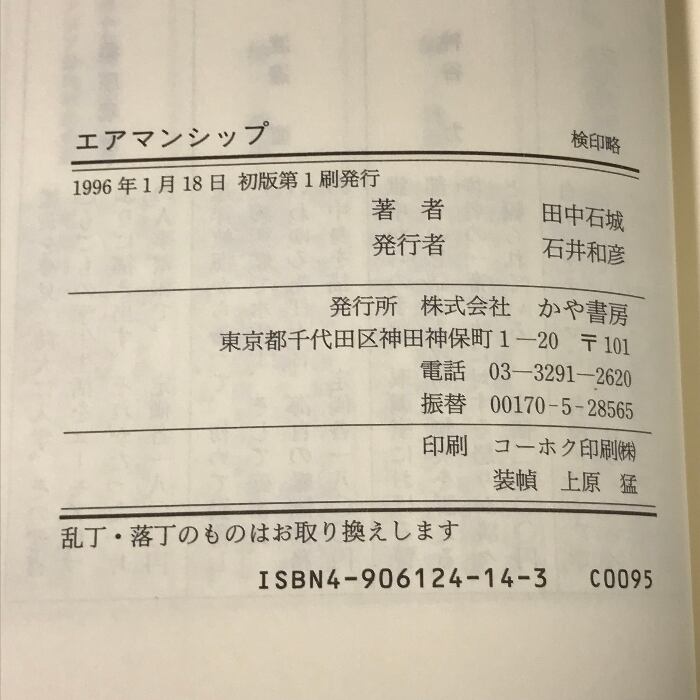 エアマンシップ 検印略
1996年1月18日 初版第1刷発行
著者 田中石城
発行者 石井和彦
発行所 株式会社 かや書房
東京都千代田区神田神保町1－20 〒101
電話 03－3291－2620
振替 00170-5-28565
印刷 コーホク印刷㈱
装幀 上原 猛
乱丁・落丁のものはお取り換えします
ISBN4-906124-14-3 C0095